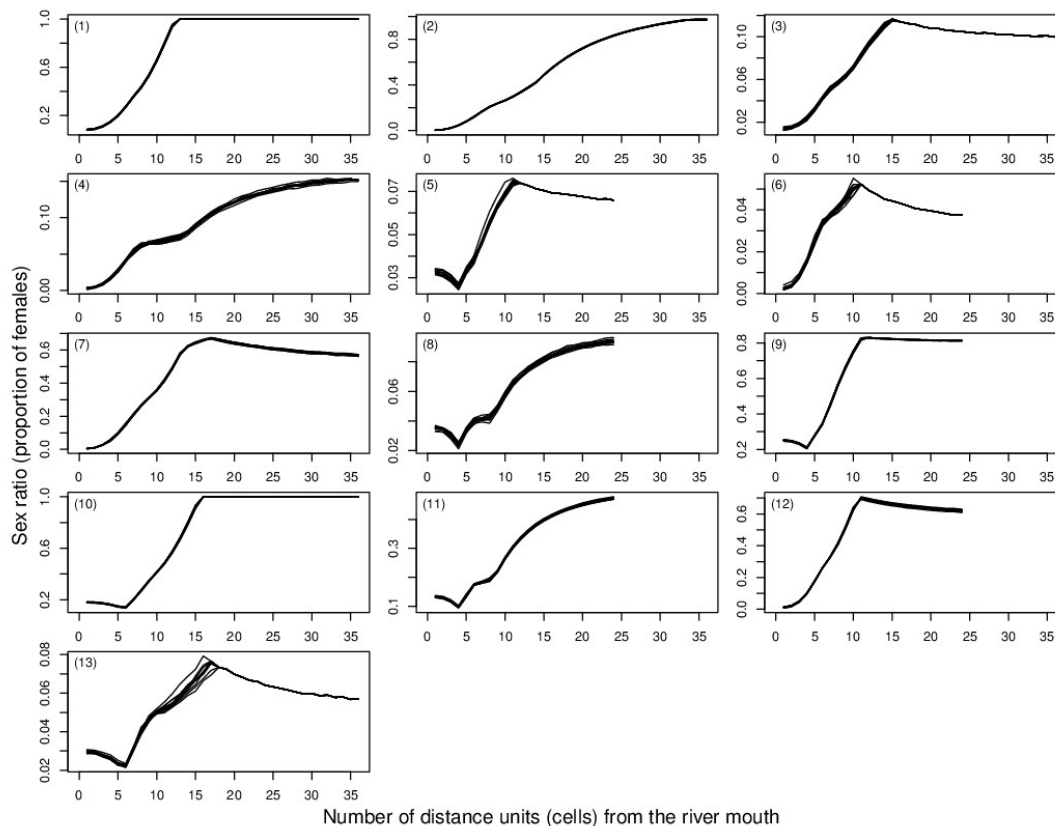 Sex ratio (proportion of females)
(1)
0.2 0.6 1.0
0 5 10 15 20 25 30 35
(2)
0.0 0.4 0.8
0 5 10 15 20 25 30 35
(3)
0.02 0.06 0.10
0 5 10 15 20 25 30 35
(4)
0.00 0.10
0 5 10 15 20 25 30 35
(5)
0.03 0.05 0.07
0 5 10 15 20 25 30 35
(6)
0.00 0.02 0.04
0 5 10 15 20 25 30 35
(7)
0.0 0.2 0.4 0.6
0 5 10 15 20 25 30 35
(8)
0.02 0.06
0 5 10 15 20 25 30 35
(9)
0.2 0.4 0.6 0.8
0 5 10 15 20 25 30 35
(10)
0.2 0.6 1.0
0 5 10 15 20 25 30 35
(11)
0.1 0.3
0 5 10 15 20 25 30 35
(12)
0.0 0.2 0.4 0.6
0 5 10 15 20 25 30 35
(13)
0.02 0.04 0.06 0.08
0 5 10 15 20 25 30 35
Number of distance units (cells) from the river mouth